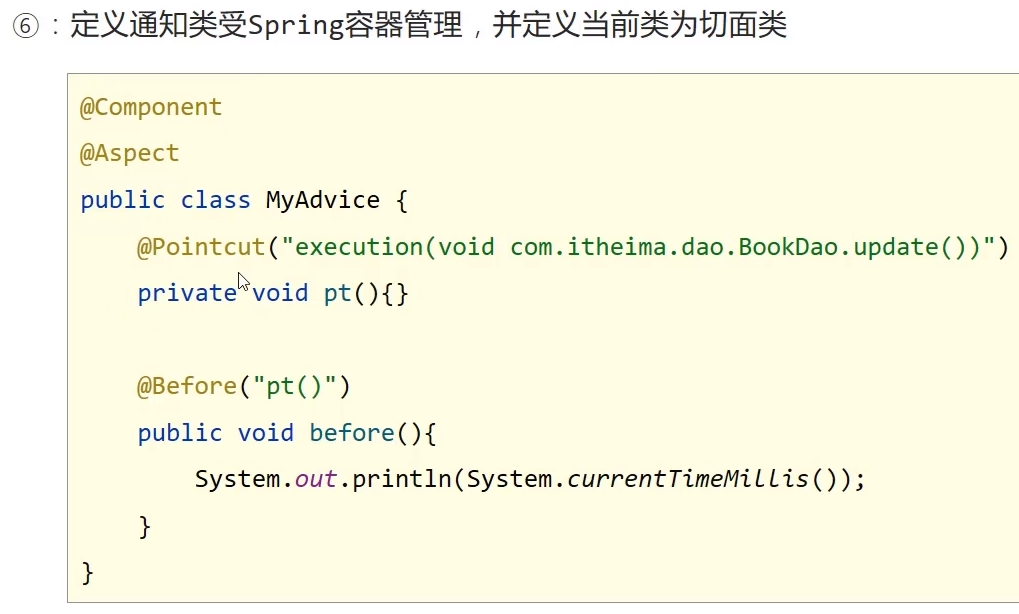 ⑥：定义通知类受Spring容器管理，并定义当前类为切面类
@Component
@Aspect
public class MyAdvice {
    @Pointcut("execution(void com.itheima.dao.BookDao.update())")
    private void pt(){}
    @Before("pt()")
    public void before(){
        System.out.println(System.currentTimeMillis());
    }
}